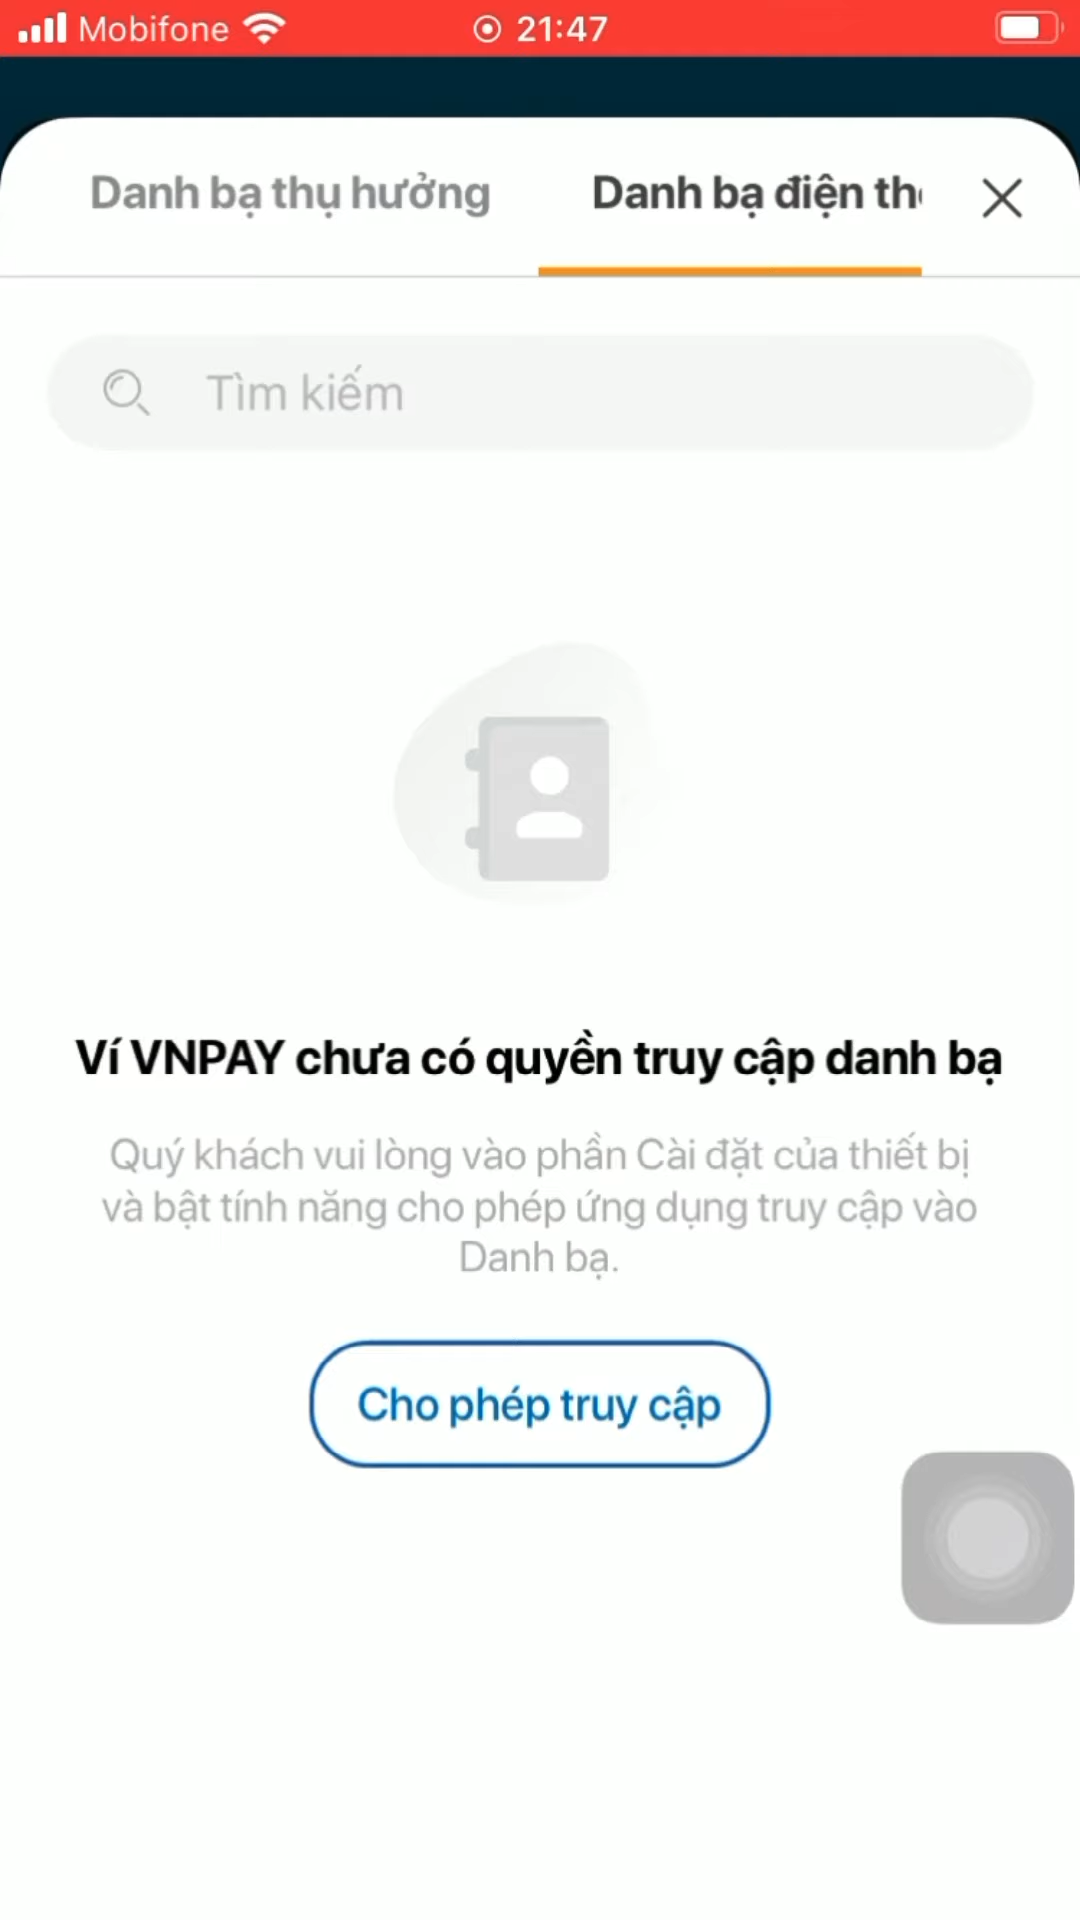 Mobifone 21:47
Danh bạ thụ hưởng Danh bạ điện
Tìm kiếm
Ví VNPAY chưa có quyền truy cập danh bạ
Quý khách vui lòng vào phần Cài đặt của thiết bị
và bật tính năng cho phép ứng dụng truy cập vào
Danh bạ.
Cho phép truy cập